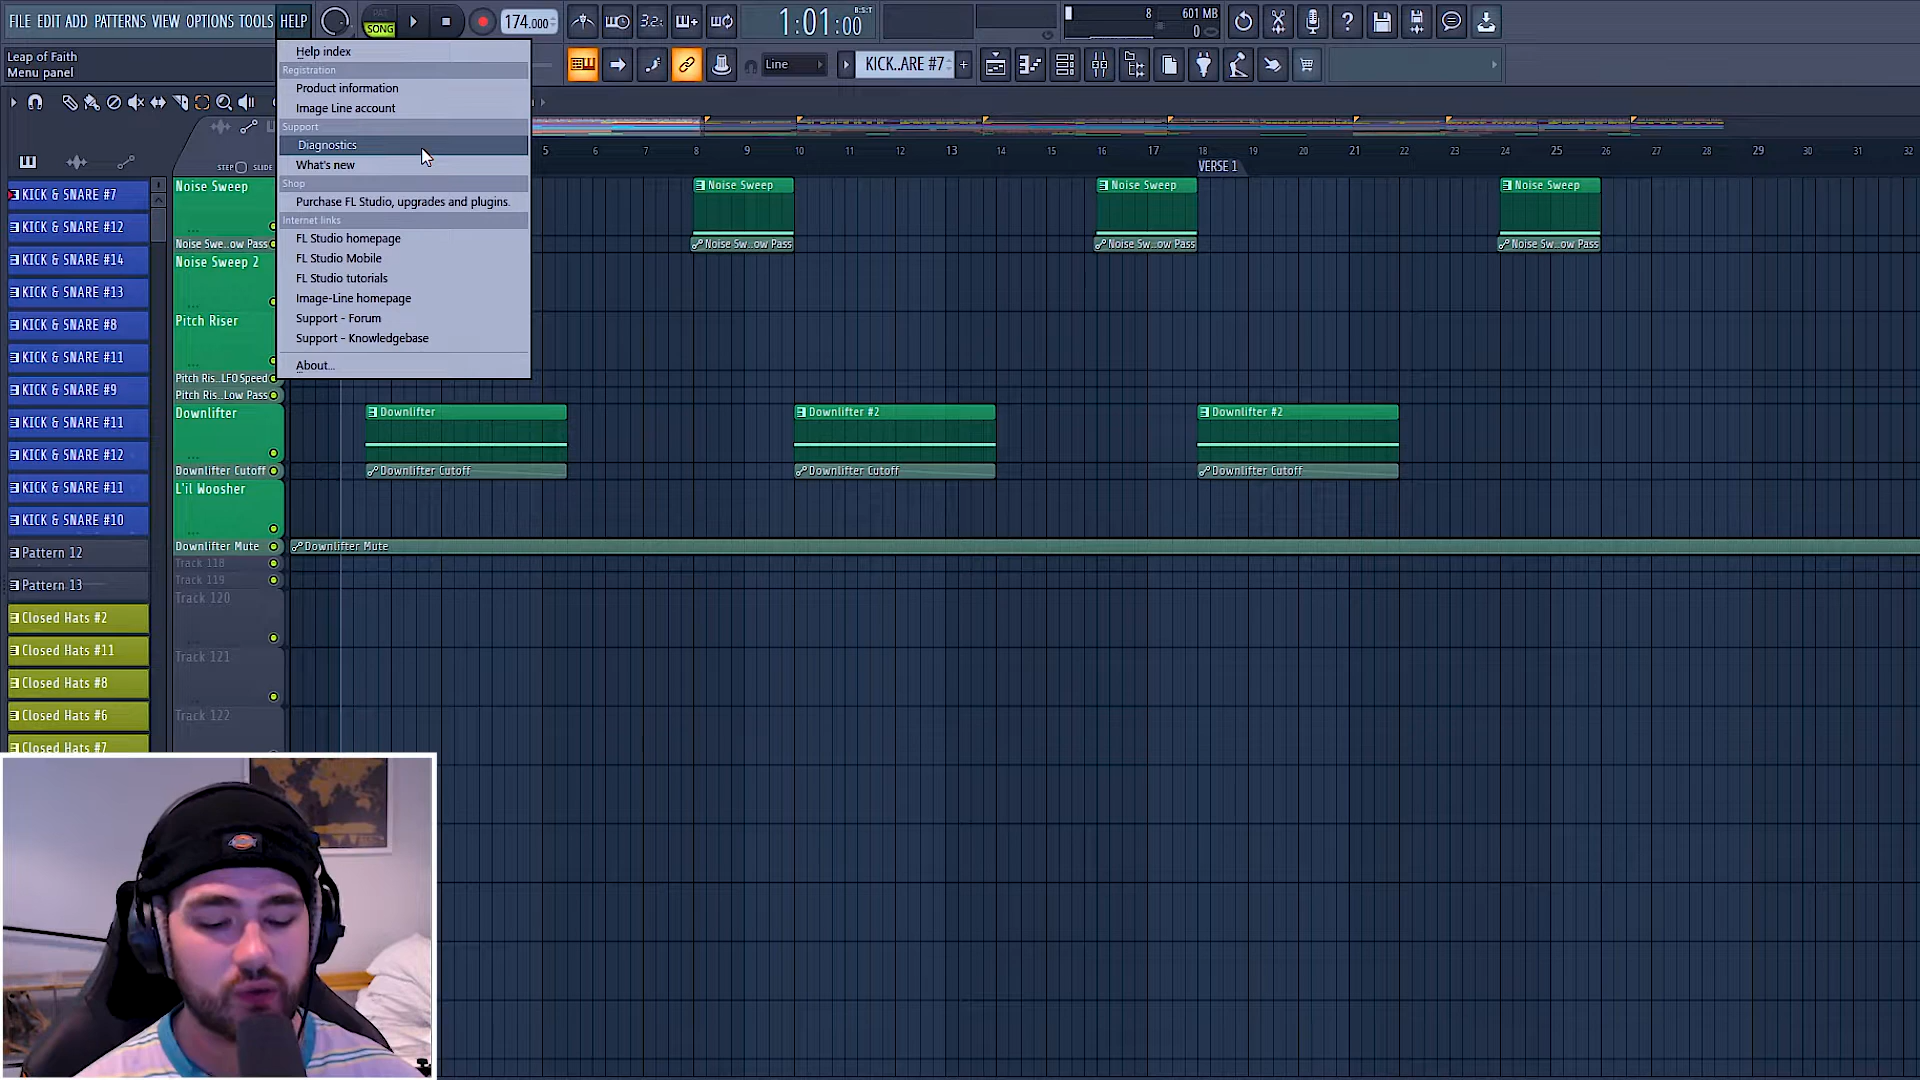 FILE EDIT ADD PATTERNS VIEW OPTIONS TOOLS HELP
PAT
SONG
174.000
3.2:
1:01:00
B:S:T
8
601 MB
0
Leap of Faith
Menu panel
Line
KICK..ARE #7
Help index
Registration
Product information
Image Line account
Support
Diagnostics
What's new
Shop
Purchase FL Studio, upgrades and plugins.
Internet links
FL Studio homepage
FL Studio Mobile
FL Studio tutorials
Image-Line homepage
Support - Forum
Support - Knowledgebase
About...
STEP SLIDE
5 6 7 8 9 10 11 12 13 14 15 16 17 18 19 20 21 22 23 24 25 26 27 28 29 30 31 32
VERSE 1
KICK & SNARE #7
KICK & SNARE #12
KICK & SNARE #14
KICK & SNARE #13
KICK & SNARE #8
KICK & SNARE #11
KICK & SNARE #9
KICK & SNARE #11
KICK & SNARE #12
KICK & SNARE #11
KICK & SNARE #10
Pattern 12
Pattern 13
Closed Hats #2
Closed Hats #11
Closed Hats #8
Closed Hats #6
Closed Hats #7
Noise Sweep
Noise Swe..ow Pass
Noise Sweep 2
Pitch Riser
Pitch Ris..LFO Speed
Pitch Ris..Low Pass
Downlifter
Downlifter Cutoff
L'il Woosher
Downlifter Mute
Track 118
Track 119
Track 120
Track 121
Track 122
Noise Sweep
Noise Sw..ow Pass
Noise Sweep
Noise Sw..ow Pass
Noise Sweep
Noise Sw..ow Pass
Downlifter
Downlifter Cutoff
Downlifter #2
Downlifter Cutoff
Downlifter #2
Downlifter Cutoff
Downlifter Mute